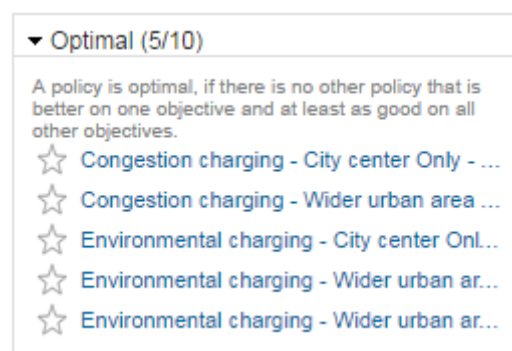 Optimal (5/10)
A policy is optimal, if there is no other policy that is
better on one objective and at least as good on all
other objectives.
Congestion charging - City center Only - ...
Congestion charging - Wider urban area ...
Environmental charging - City center Onl...
Environmental charging - Wider urban ar...
Environmental charging - Wider urban ar...